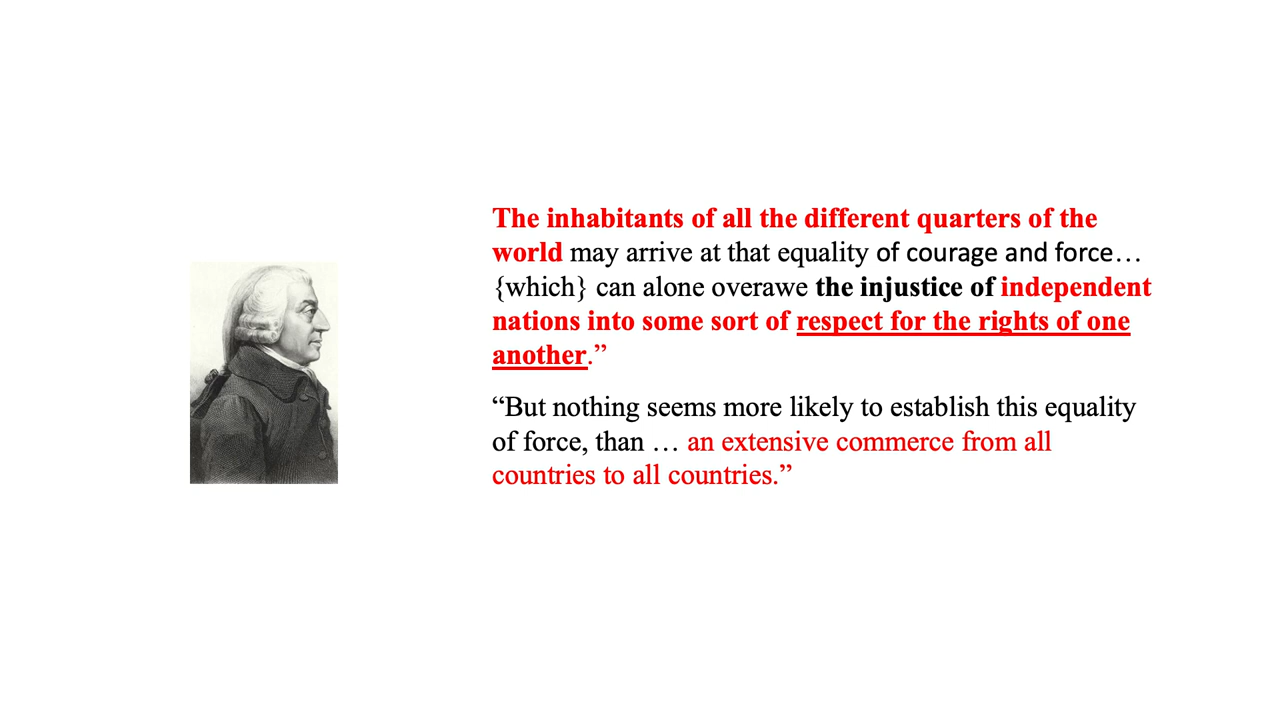 The inhabitants of all the different quarters of the
world may arrive at that equality of courage and force…
{which} can alone overawe the injustice of independent
nations into some sort of respect for the rights of one
another.”
“But nothing seems more likely to establish this equality
of force, than … an extensive commerce from all
countries to all countries.”